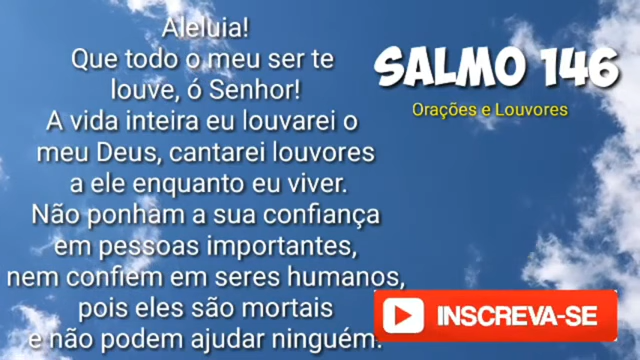 Aleluia!
Que todo o meu ser te
louve, ó Senhor!
A vida inteira eu louvarei o
meu Deus, cantarei louvores
a ele enquanto eu viver.
Não ponham a sua confiança
em pessoas importantes,
nem confiem em seres humanos,
pois eles são mortais
e não podem ajudar ninguém.
SALMO 146
Orações e Louvores
INSCREVA-SE